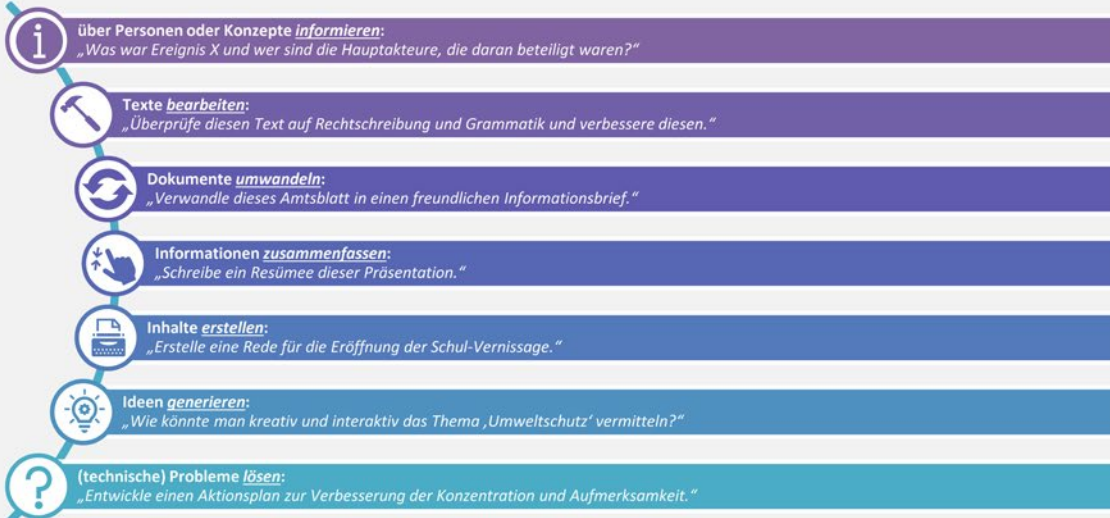 über Personen oder Konzepte informieren:
„Was war Ereignis X und wer sind die Hauptakteure, die daran beteiligt waren?“
Texte bearbeiten:
„Überprüfe diesen Text auf Rechtschreibung und Grammatik und verbessere diesen.“
Dokumente umwandeln:
„Verwandle dieses Amtsblatt in einen freundlichen Informationsbrief.“
Informationen zusammenfassen:
„Schreibe ein Resümee dieser Präsentation.“
Inhalte erstellen:
„Erstelle eine Rede für die Eröffnung der Schul-Vernissage.“
Ideen generieren:
„Wie könnte man kreativ und interaktiv das Thema ‚Umweltschutz‘ vermitteln?“
(technische) Probleme lösen:
„Entwickle einen Aktionsplan zur Verbesserung der Konzentration und Aufmerksamkeit.“